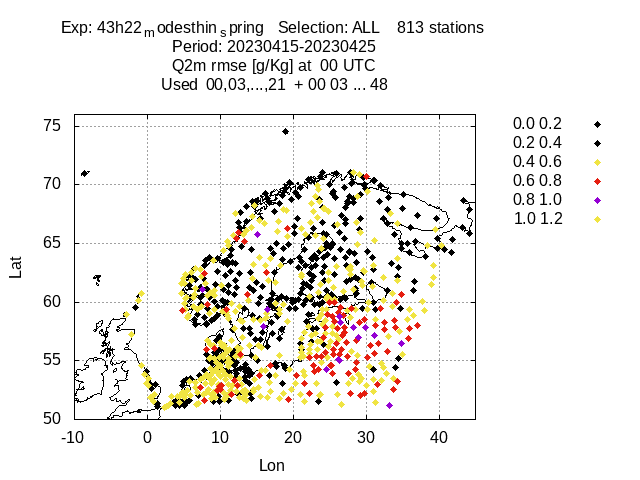 Exp: 43h22modesthinspring   Selection: ALL    813 stations
Period: 20230415-20230425
Q2m rmse [g/Kg] at  00 UTC
Used  00,03,...,21  + 00 03 ... 48
0.0 0.2
0.2 0.4
0.4 0.6
0.6 0.8
0.8 1.0
1.0 1.2
Lat
75
70
65
60
55
50
-10 0 10 20 30 40
Lon